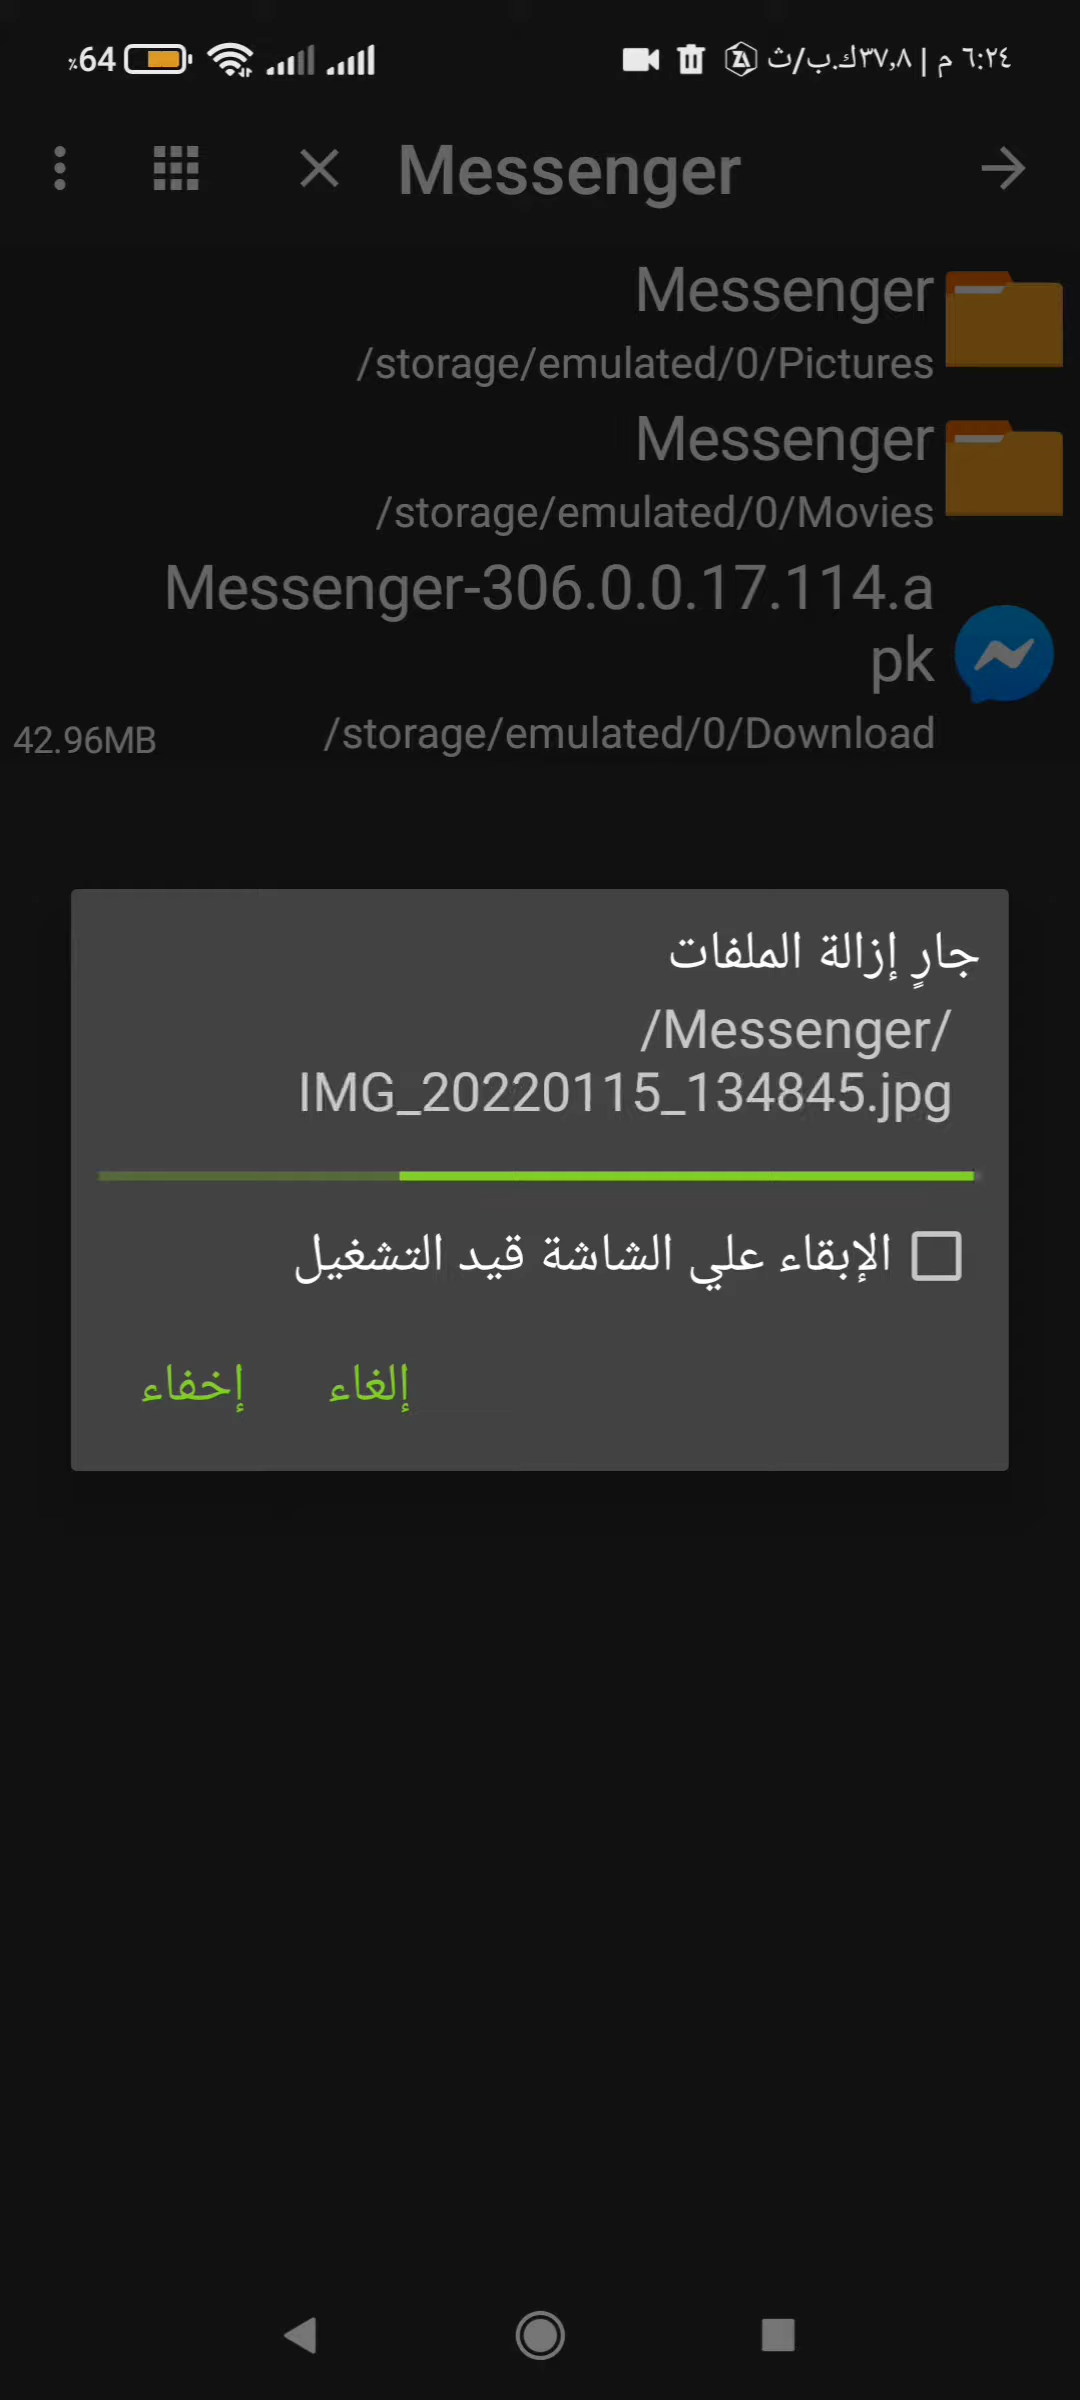 ٦:٢٤ م | ٣٧,٨ك.ب/ث
٪64
Messenger
Messenger
/storage/emulated/0/Pictures
Messenger
/storage/emulated/0/Movies
Messenger-306.0.0.17.114.a
pk
/storage/emulated/0/Download
42.96MB
جارٍ إزالة الملفات
/Messenger/
IMG_20220115_134845.jpg
الإبقاء علي الشاشة قيد التشغيل
إلغاء
إخفاء